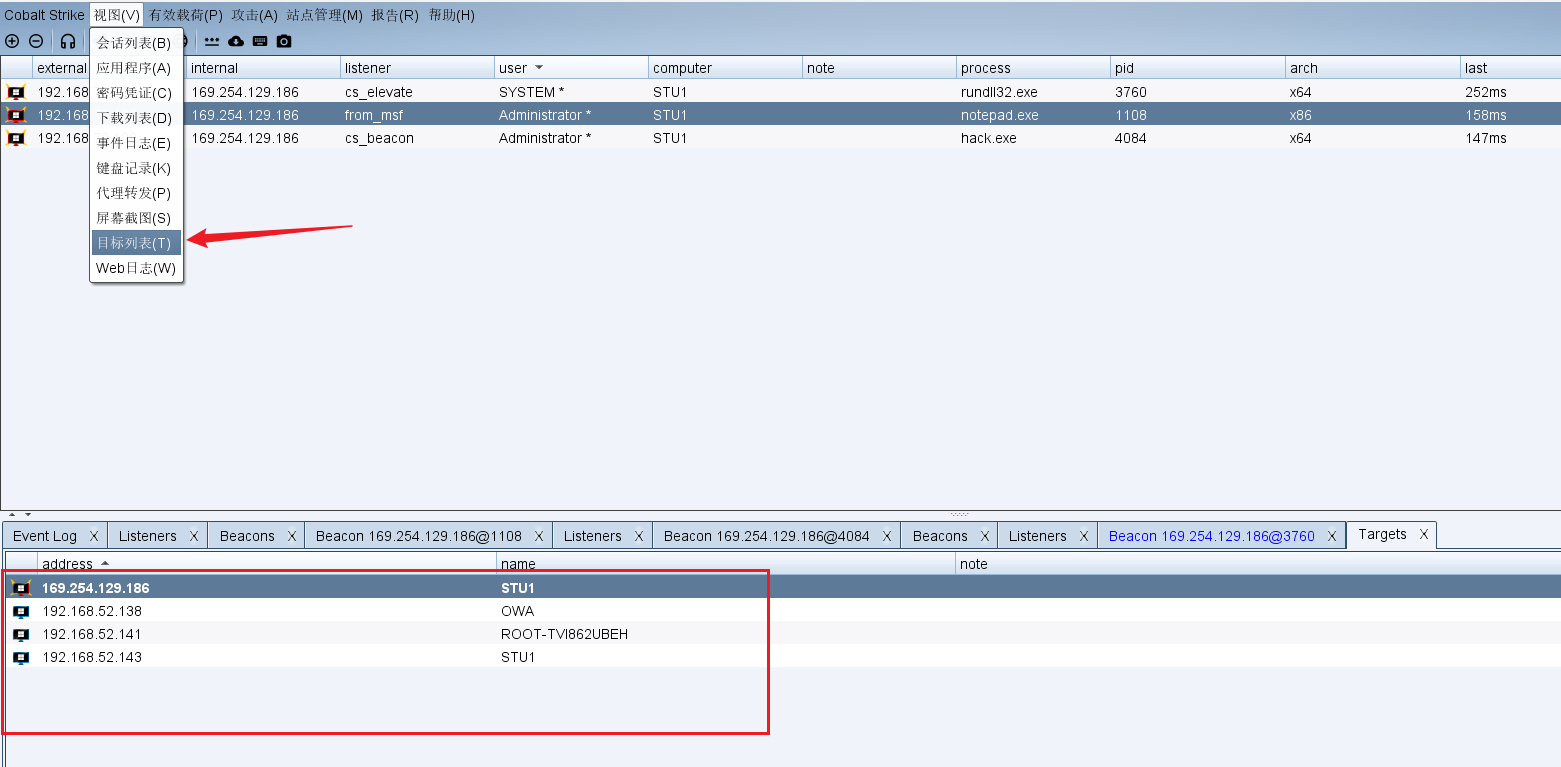 Cobalt Strike 视图(V) 有效载荷(P) 攻击(A) 站点管理(M) 报告(R) 帮助(H)
会话列表(B)
应用程序(A)
密码凭证(C)
下载列表(D)
事件日志(E)
键盘记录(K)
代理转发(P)
屏幕截图(S)
目标列表(T)
Web日志(W)
external internal listener user computer note process pid arch last
192.168 169.254.129.186 cs_elevate SYSTEM * STU1 rundll32.exe 3760 x64 252ms
192.168 169.254.129.186 from_msf Administrator * STU1 notepad.exe 1108 x86 158ms
192.168 169.254.129.186 cs_beacon Administrator * STU1 hack.exe 4084 x64 147ms
Event Log X Listeners X Beacons X Beacon 169.254.129.186@1108 X Listeners X Beacon 169.254.129.186@4084 X Beacons X Listeners X Beacon 169.254.129.186@3760 X Targets X
address name note
169.254.129.186 STU1
192.168.52.138 OWA
192.168.52.141 ROOT-TVI862UBEH
192.168.52.143 STU1